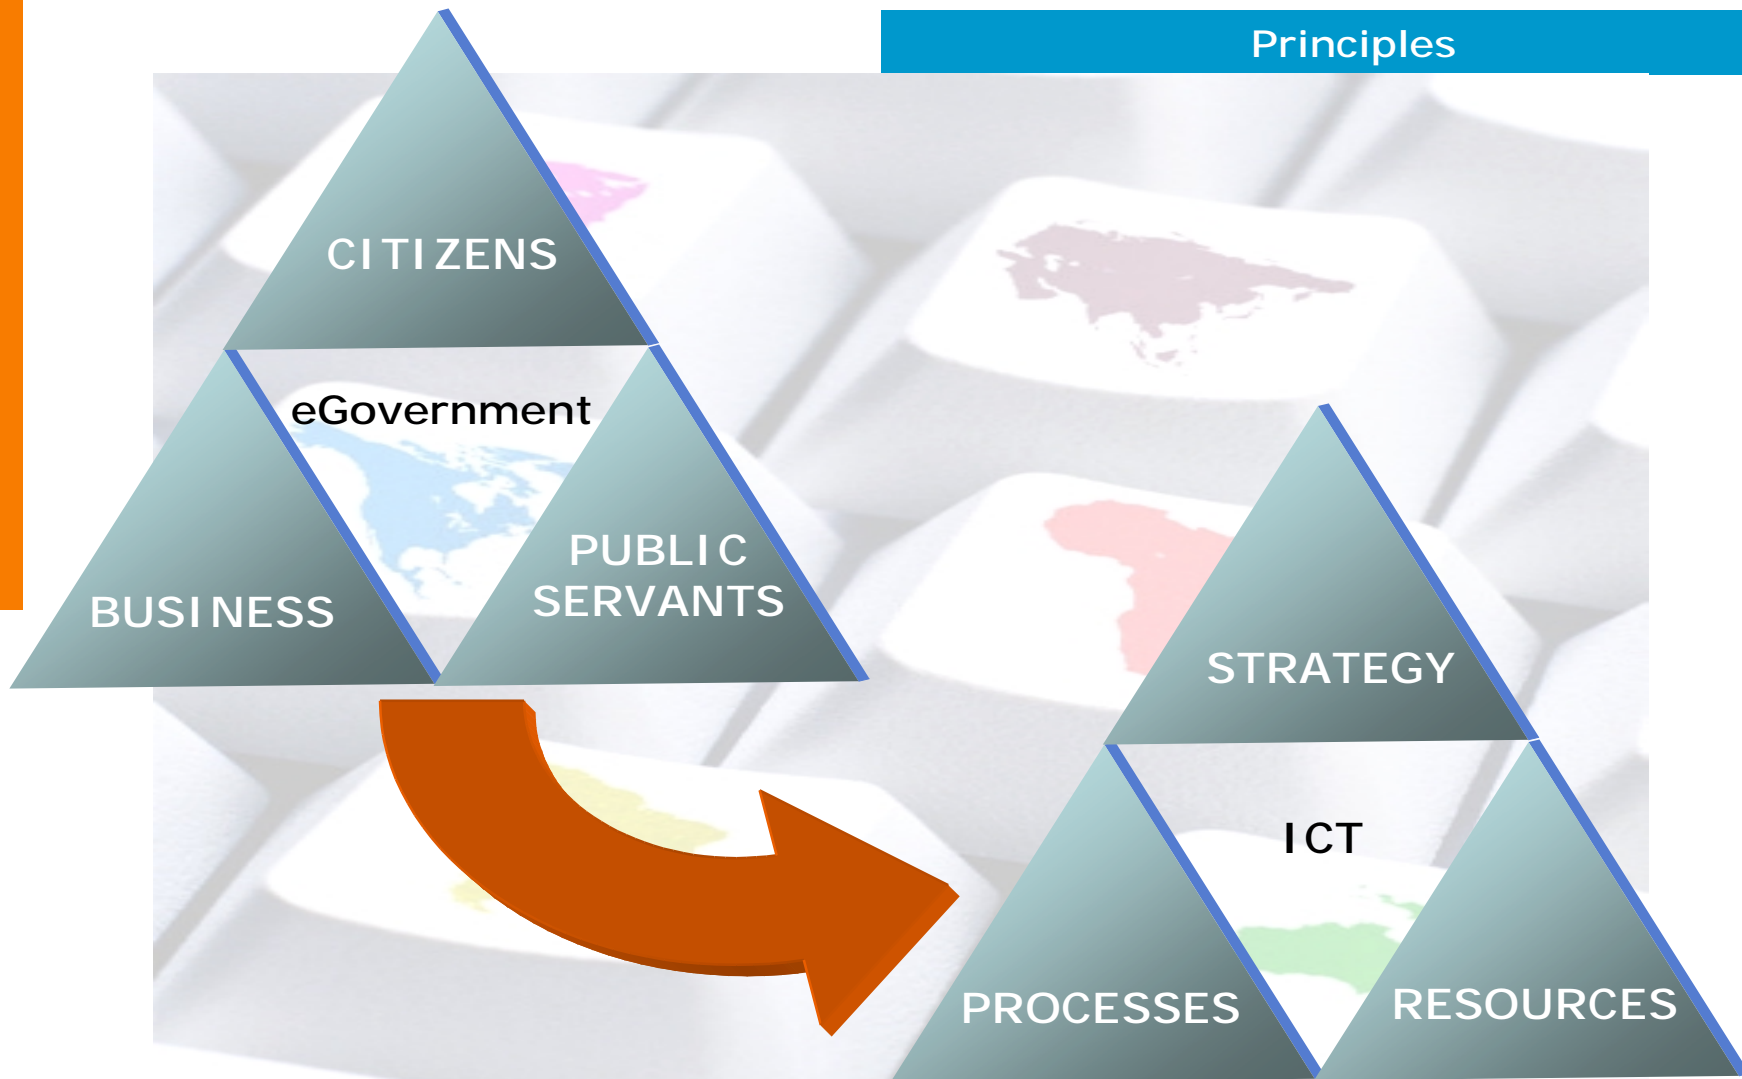 Principles
CITIZENS
eGovernment
BUSINESS
PUBLIC
SERVANTS
STRATEGY
ICT
PROCESSES
RESOURCES